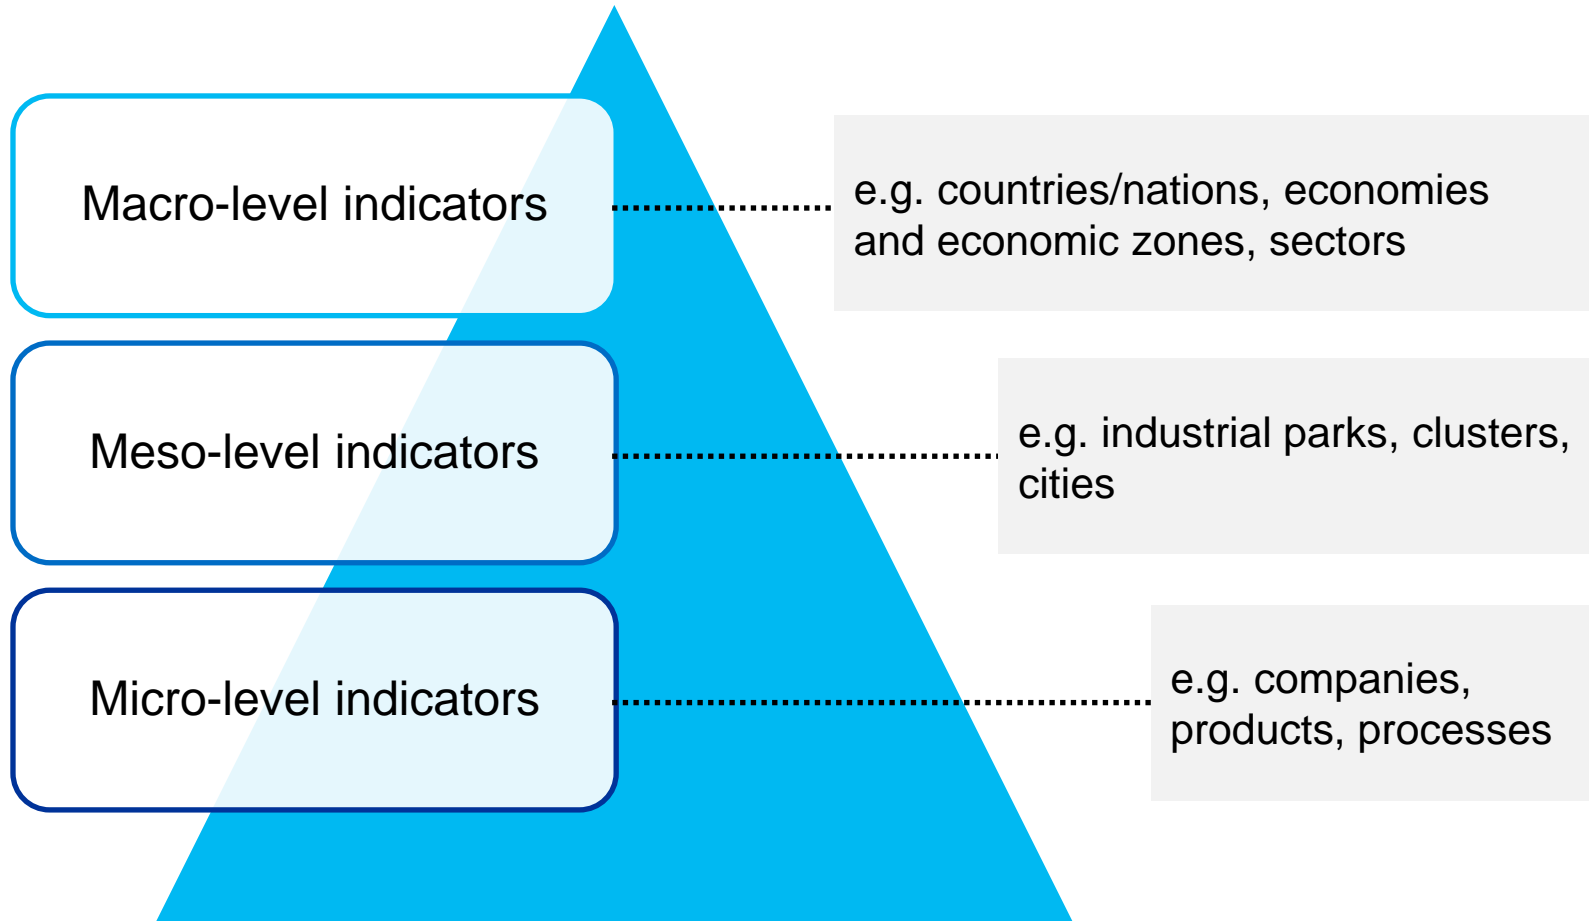 Macro-level indicators
e.g. countries/nations, economies
and economic zones, sectors
Meso-level indicators
e.g. industrial parks, clusters,
cities
Micro-level indicators
e.g. companies,
products, processes